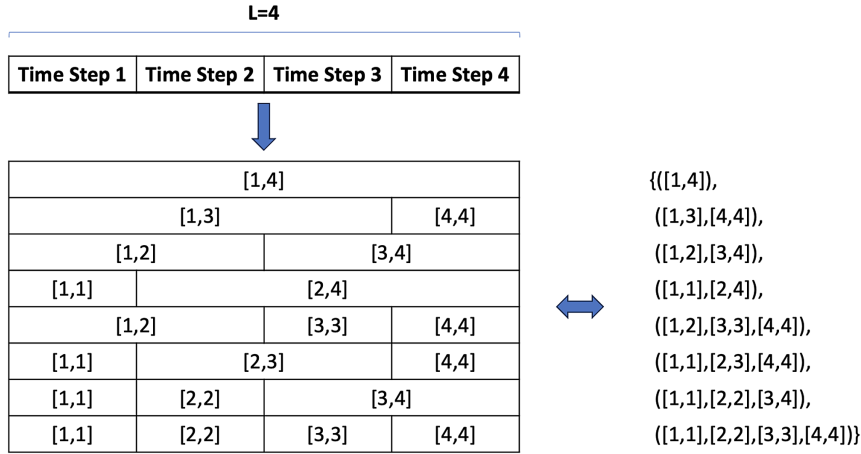 L=4
Time Step 1 Time Step 2 Time Step 3 Time Step 4
[1,4] {([1,4]),
[1,3] [4,4] ([1,3],[4,4]),
[1,2] [3,4] ([1,2],[3,4]),
[1,1] [2,4] ([1,1],[2,4]),
[1,2] [3,3] [4,4] ([1,2],[3,3],[4,4]),
[1,1] [2,3] [4,4] ([1,1],[2,3],[4,4]),
[1,1] [2,2] [3,4] ([1,1],[2,2],[3,4]),
[1,1] [2,2] [3,3] [4,4] ([1,1],[2,2],[3,3],[4,4])}